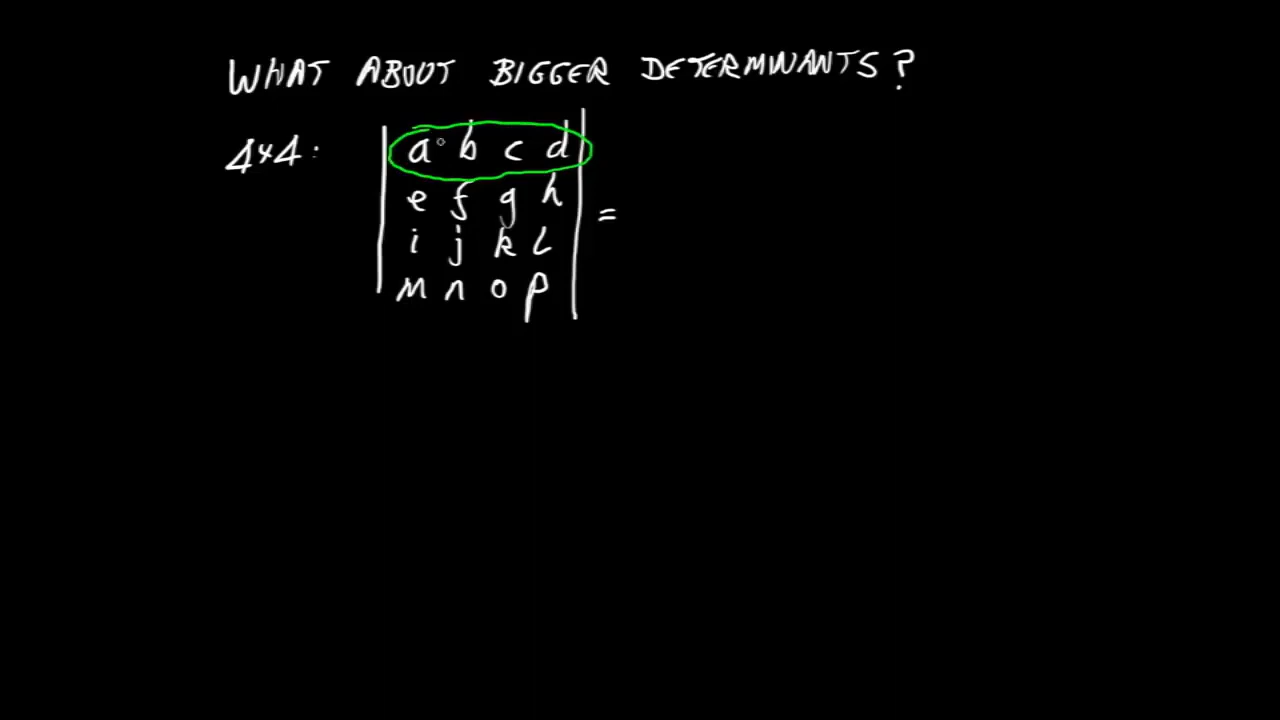 WHAT ABOUT BIGGER DETERMINANTS?
4×4: | a b c d |
| e f g h | =
| i j k l |
| m n o p |